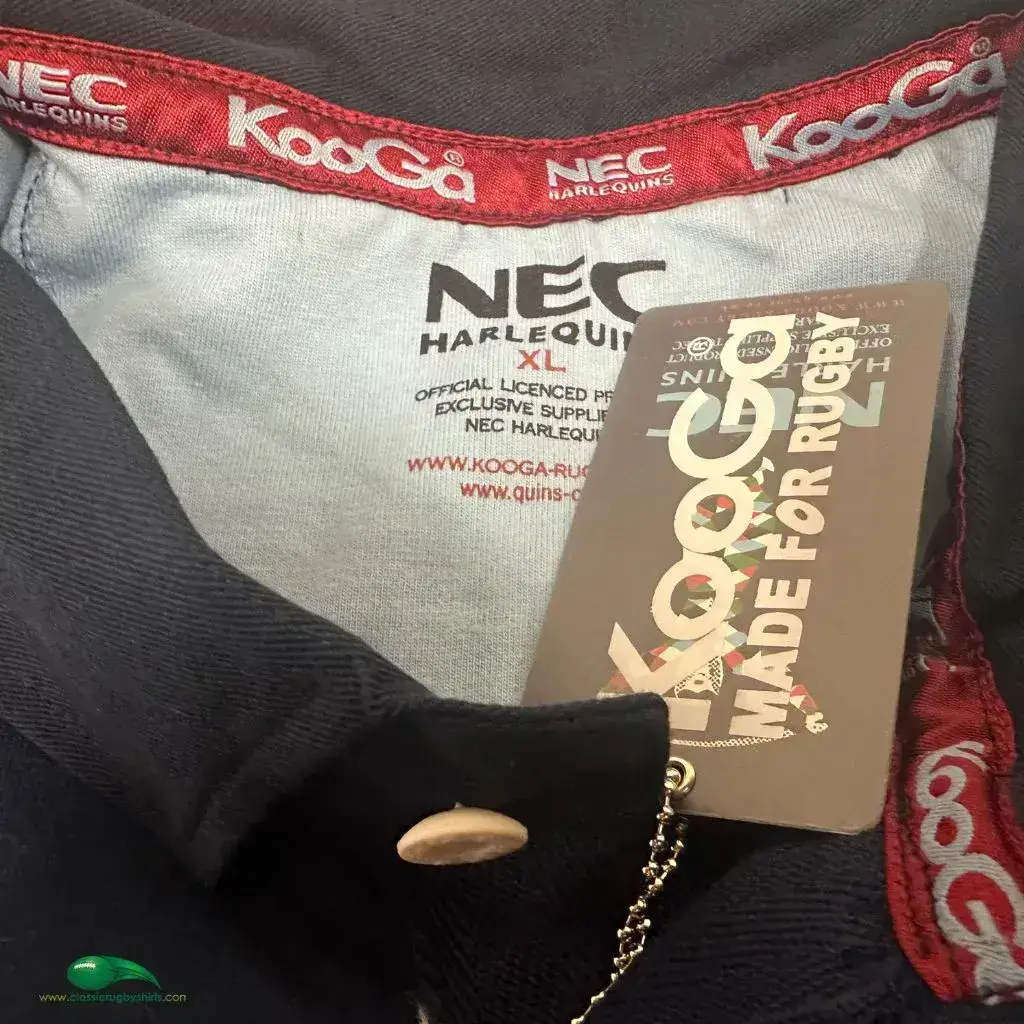 NEC
HARLEQUINS
KooGa®
NEC
HARLEQUINS
KooGa®
NEC
HARLEQUINS
XL
OFFICIAL LICENCED
EXCLUSIVE
NEC
WWW.KOOGA-
www.quins-
KooGa®
MADE FOR RUGBY
NEC
HARLEQUINS
KooGa
www.classicrugbyshirts.com